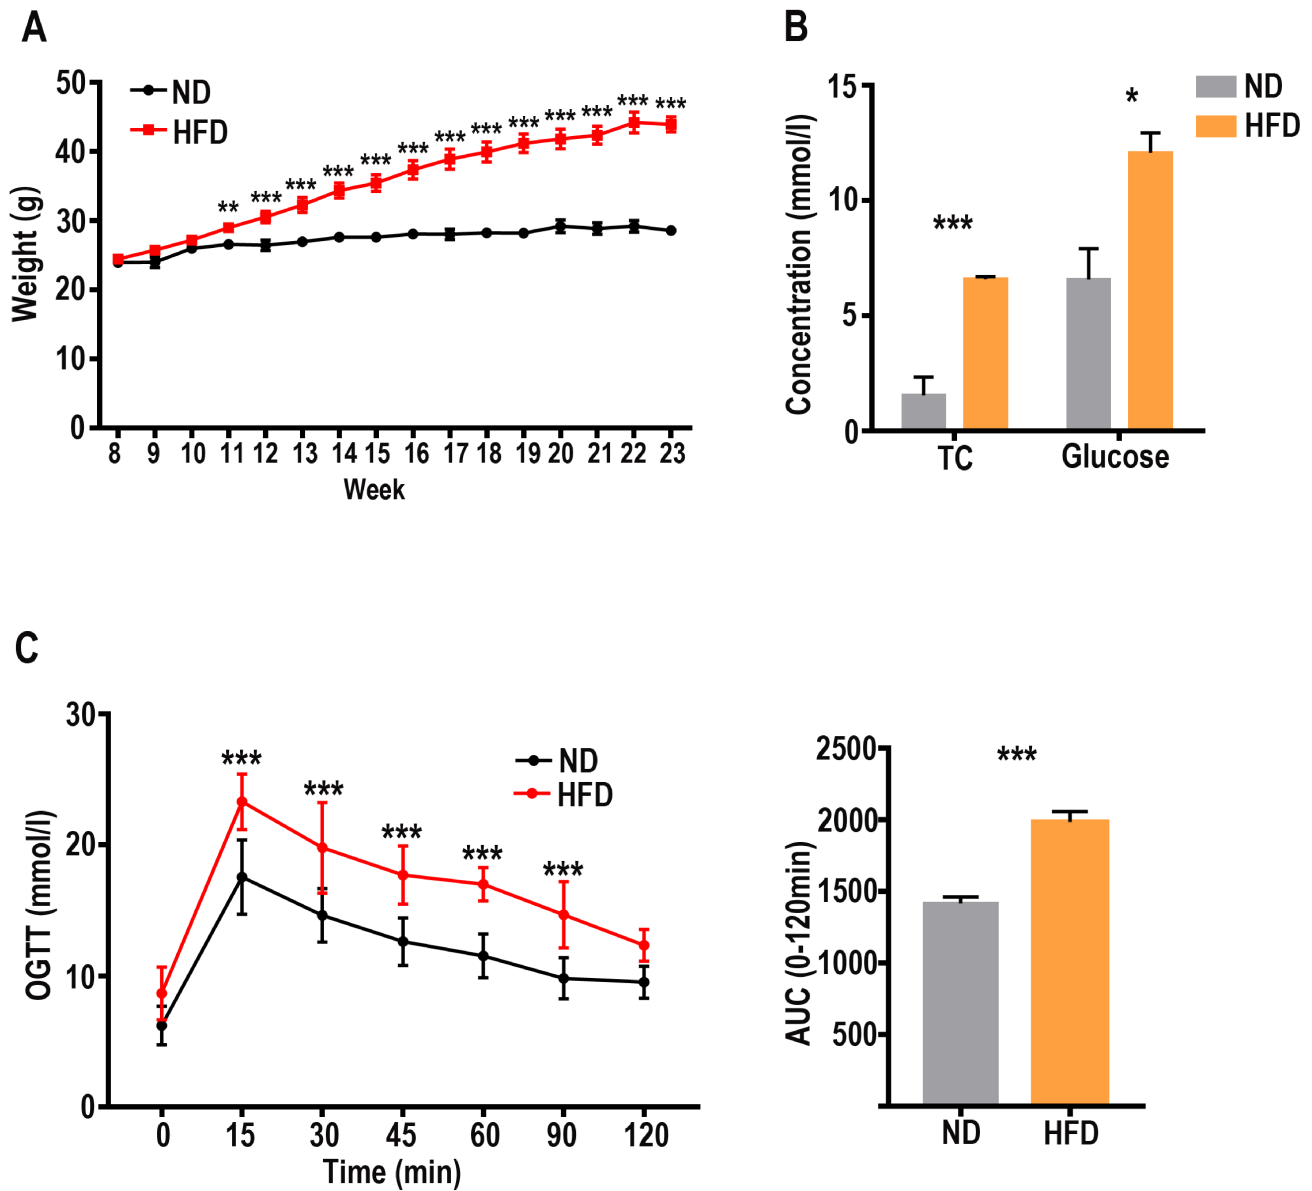 A
ND
HFD
** *** *** *** *** *** *** *** *** *** *** *** ***
50
40
30
20
10
0
Weight (g)
8 9 10 11 12 13 14 15 16 17 18 19 20 21 22 23
Week
B
ND
HFD
*** *
15
10
5
0
Concentration (mmol/l)
TC Glucose
C
ND
HFD
*** *** *** *** ***
30
20
10
0
OGTT (mmol/l)
0 15 30 45 60 90 120
Time (min)
***
2500
2000
1500
1000
500
AUC (0-120min)
ND HFD